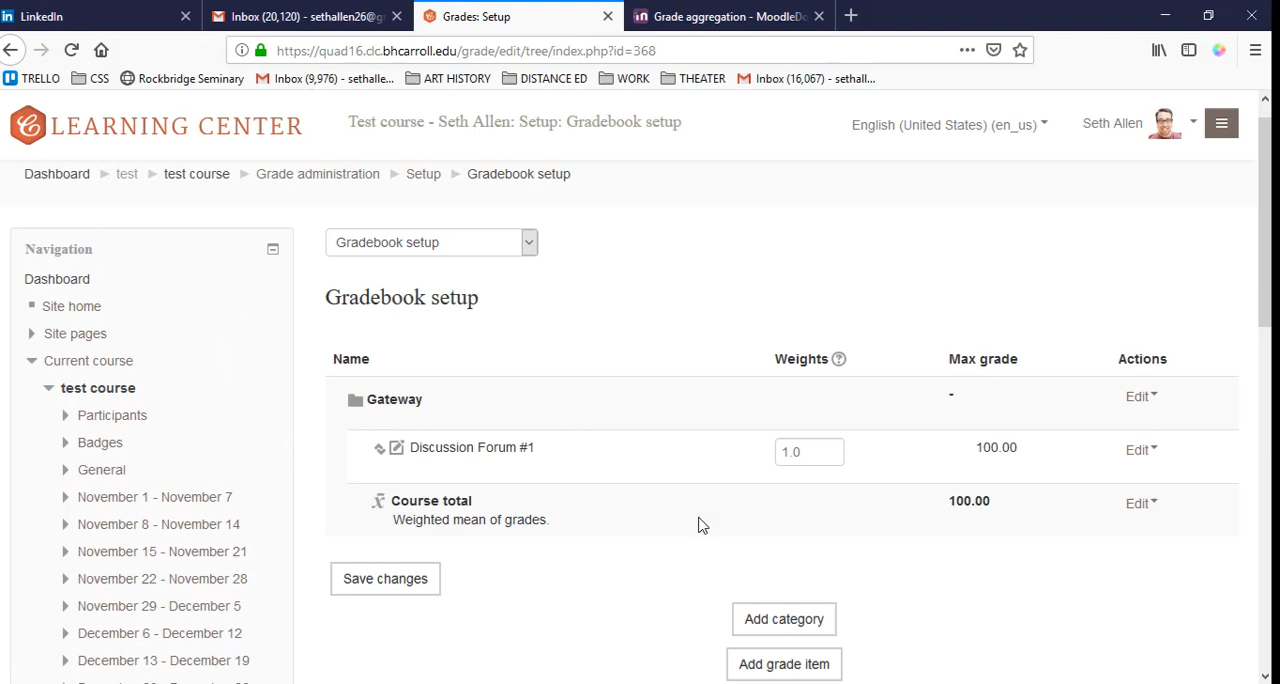 LinkedIn
Inbox (20,120) - sethallen26@g
Grades: Setup
Grade aggregation - MoodleDo
https://quad16.clc.bhcarroll.edu/grade/edit/tree/index.php?id=368
TRELLO CSS Rockbridge Seminary Inbox (9,976) - sethalle... ART HISTORY DISTANCE ED WORK THEATER Inbox (16,067) - sethall...
LEARNING CENTER
Test course - Seth Allen: Setup: Gradebook setup
English (United States) (en_us)
Seth Allen
Dashboard test test course Grade administration Setup Gradebook setup
Navigation
Dashboard
Site home
Site pages
Current course
test course
Participants
Badges
General
November 1 - November 7
November 8 - November 14
November 15 - November 21
November 22 - November 28
November 29 - December 5
December 6 - December 12
December 13 - December 19
Gradebook setup
Gradebook setup
Name Weights Max grade Actions
Gateway - Edit
Discussion Forum #1 1.0 100.00 Edit
Course total 100.00 Edit
Weighted mean of grades.
Save changes
Add category
Add grade item